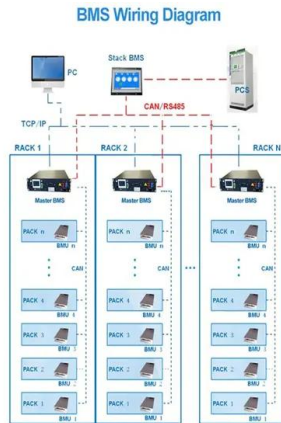 BMS Wiring Diagram
PC
Stack BMS
PCS
CAN/RS485
TCP/IP
RACK 1
RACK 2
RACK N
Master BMS
Master BMS
Master BMS
PACK n
BMU n
PACK n
BMU n
PACK n
BMU n
CAN
CAN
CAN
PACK 4
BMU 4
PACK 4
BMU 4
PACK 4
BMU 4
PACK 3
BMU 3
PACK 3
BMU 3
PACK 3
BMU 3
PACK 2
BMU 2
PACK 2
BMU 2
PACK 2
BMU 2
PACK 1
BMU 1
PACK 1
BMU 1
PACK 1
BMU 1